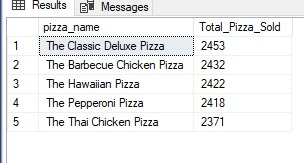 Results Messages
pizza_name Total_Pizza_Sold
1 The Classic Deluxe Pizza 2453
2 The Barbecue Chicken Pizza 2432
3 The Hawaiian Pizza 2422
4 The Pepperoni Pizza 2418
5 The Thai Chicken Pizza 2371